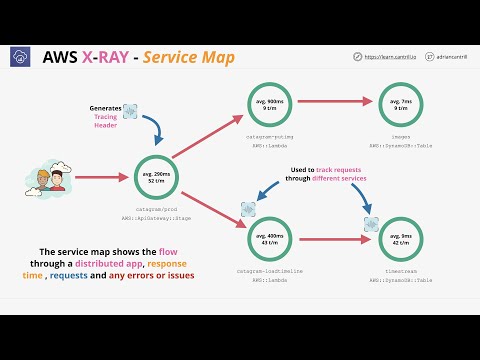 AWS X-RAY - Service Map
https://learn.cantrill.io
adriancantrill
Generates
Tracing
Header
avg. 290ms
52 t/m
catagram/prod
AWS::ApiGateway::Stage
avg. 900ms
9 t/m
catagram-putimg
AWS::Lambda
avg. 7ms
9 t/m
images
AWS::DynamoDB::Table
Used to track requests
through different services
avg. 400ms
43 t/m
catagram-loadtimeline
AWS::Lambda
avg. 9ms
42 t/m
timestream
AWS::DynamoDB::Table
The service map shows the flow
through a distributed app, response
time , requests and any errors or issues